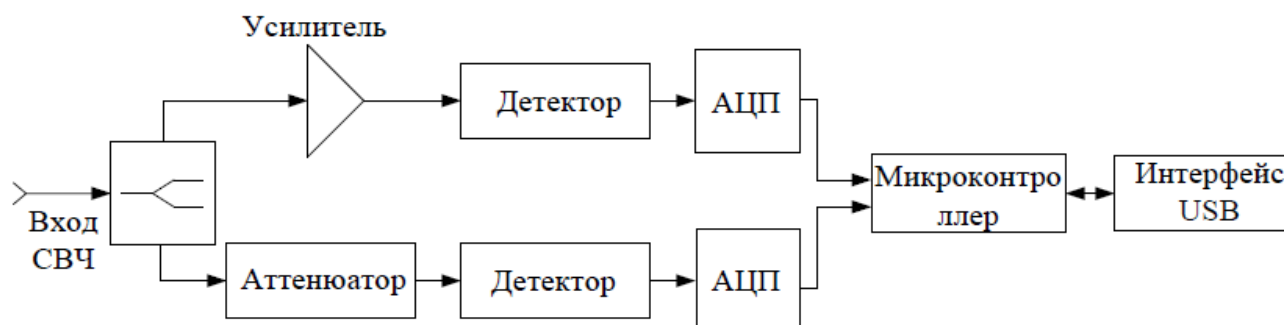 Усилитель
Детектор
АЦП
Вход
СВЧ
Аттенюатор
Детектор
АЦП
Микроконтро
ллер
Интерфейс
USB